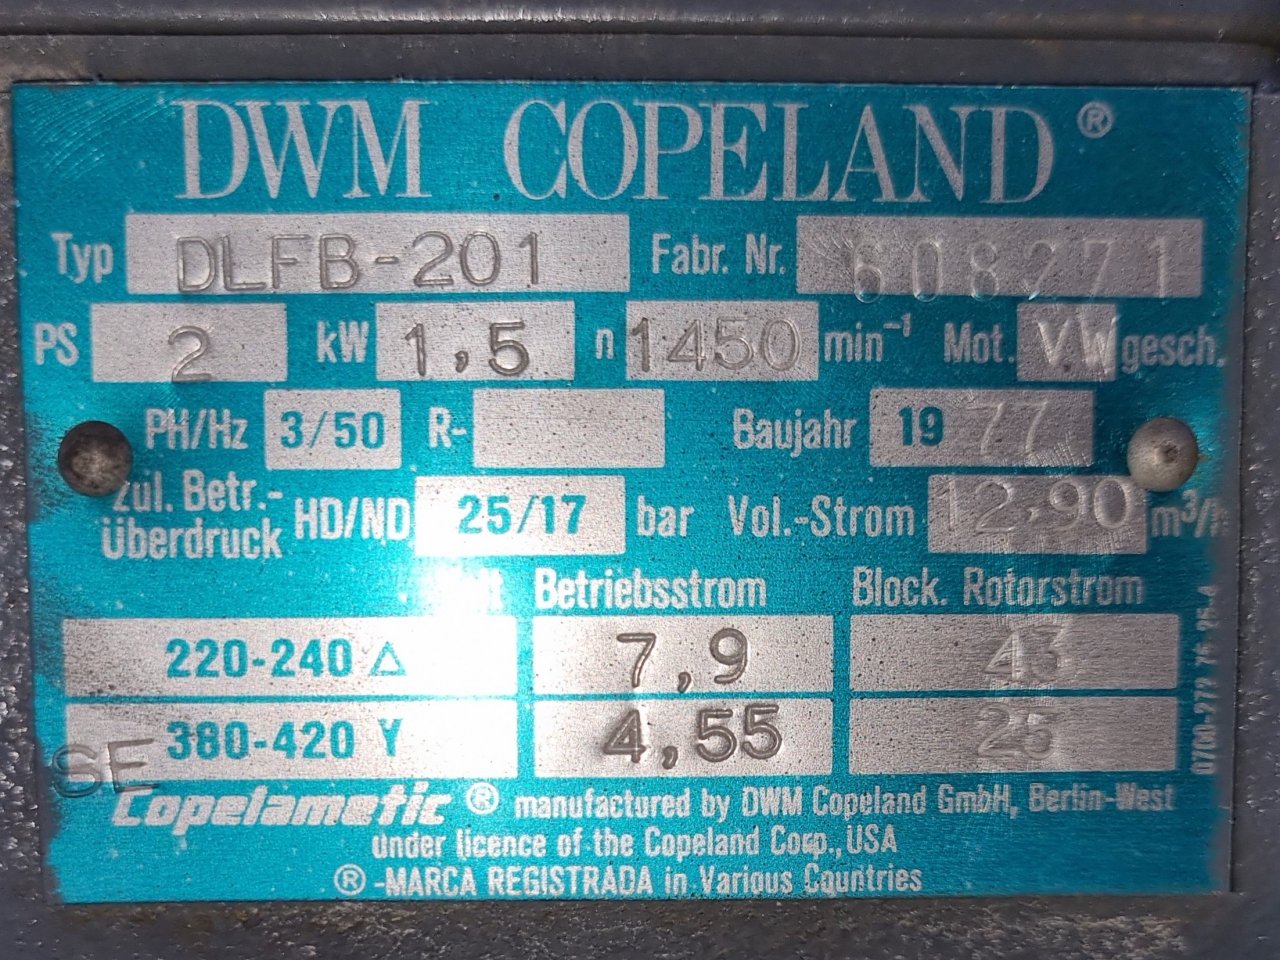 DWM COPELAND®
Typ DLFB-201 Fabr. Nr. 608271
PS 2 kW 1,5 n 1450 min⁻¹ Mot. VW gesch.
PH/Hz 3/50 R- Baujahr 1977
zul. Betr.-
Überdruck HD/ND 25/17 bar Vol.-Strom 12,90 m³/
Betriebsstrom Block. Rotorstrom
220-240 △ 7,9 43
380-420 Y 4,55 25
SE
Copelametic® manufactured by DWM Copeland GmbH, Berlin-West
under licence of the Copeland Corp., USA
®-MARCA REGISTRADA in Various Countries